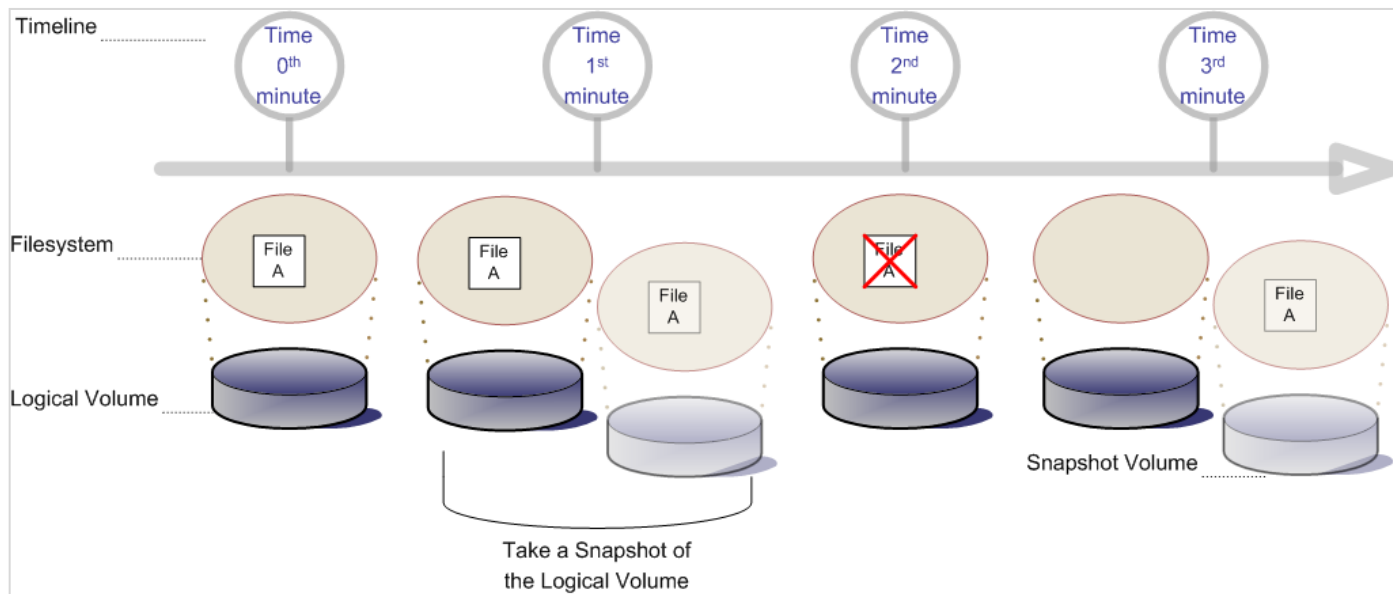 Timeline
Time
0th
minute
Time
1st
minute
Time
2nd
minute
Time
3rd
minute
Filesystem
File
A
File
A
File
A
File
A
File
A
Logical Volume
Snapshot Volume
Take a Snapshot of
the Logical Volume